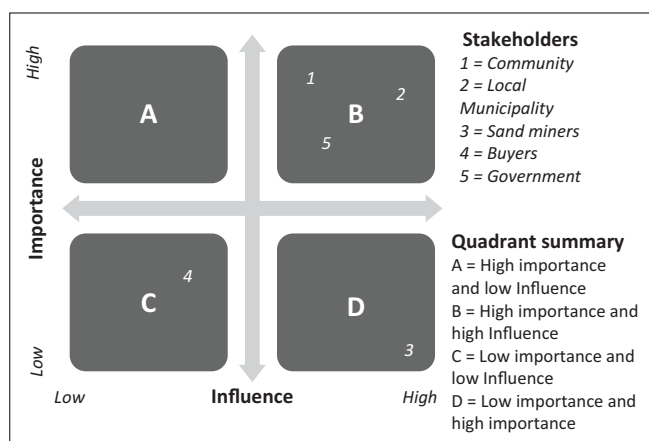 High
Importance
Low
A
1
2
B
5
4
C
D
3
Low
Influence
High
Stakeholders
1 = Community
2 = Local
Municipality
3 = Sand miners
4 = Buyers
5 = Government
Quadrant summary
A = High importance
and low Influence
B = High importance and
high Influence
C = Low importance and
low Influence
D = Low importance and
high importance